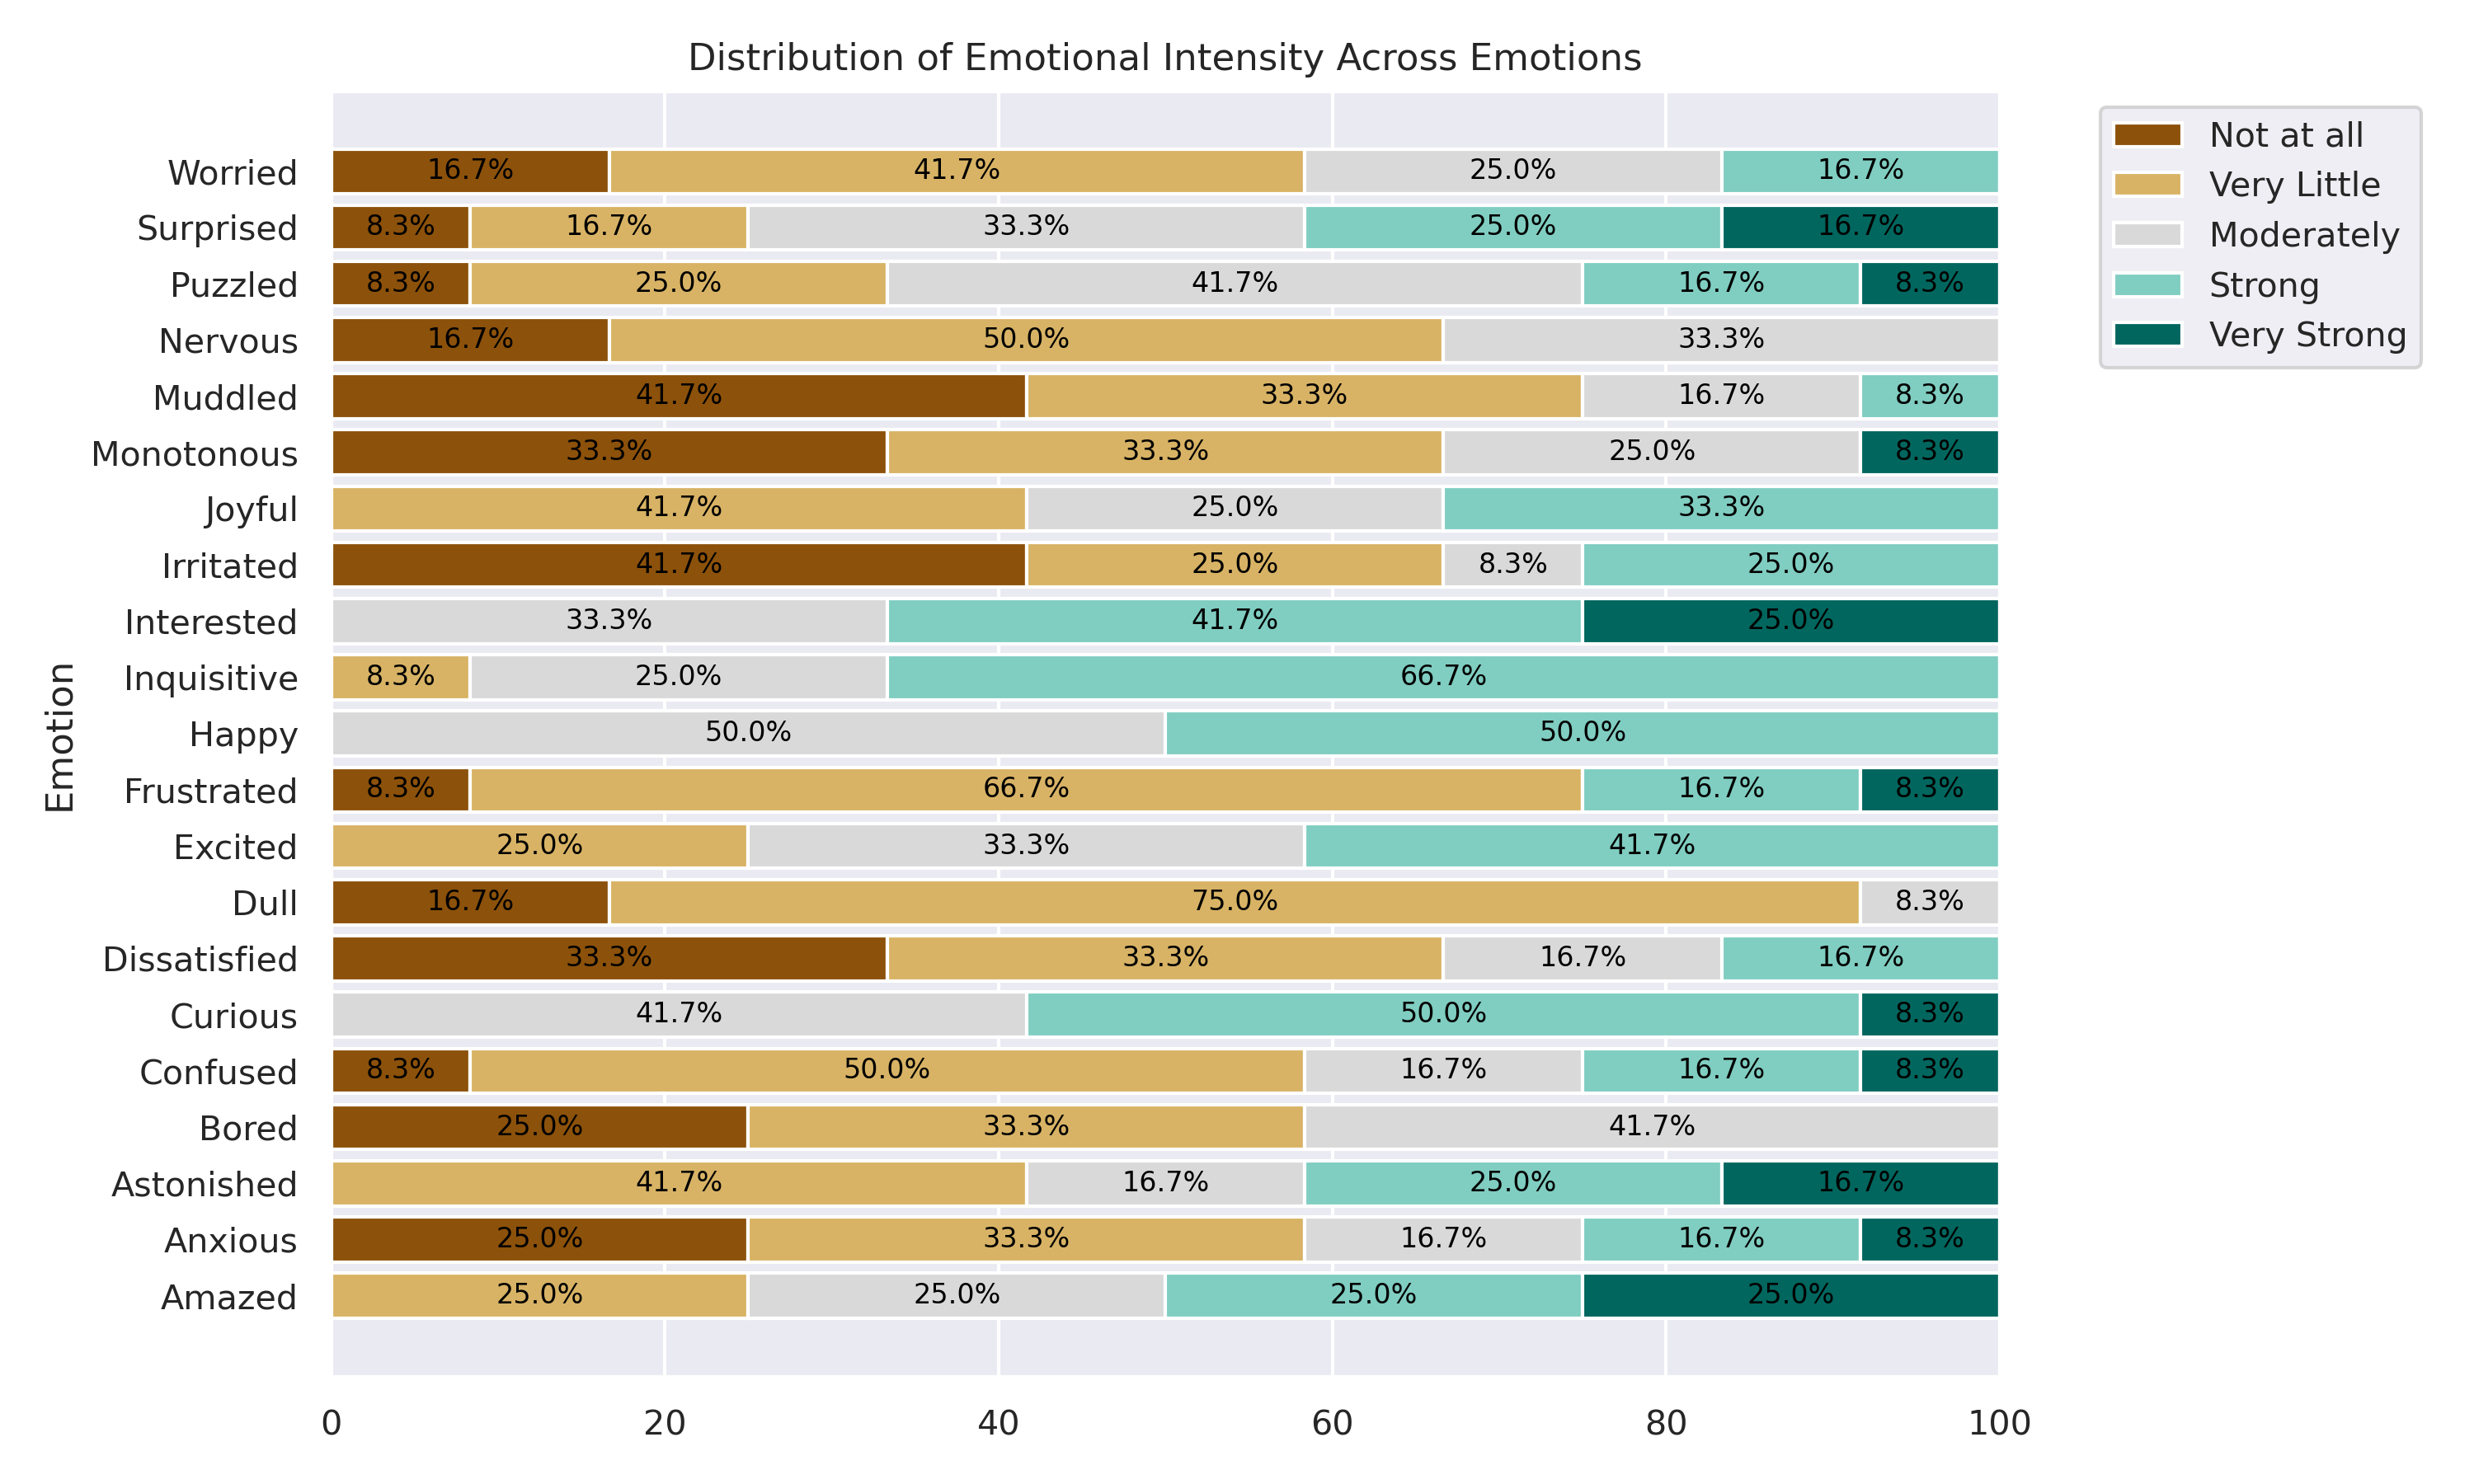 Distribution of Emotional Intensity Across Emotions
Not at all
Very Little
Moderately
Strong
Very Strong
Emotion
Worried 16.7% 41.7% 25.0% 16.7%
Surprised 8.3% 16.7% 33.3% 25.0% 16.7%
Puzzled 8.3% 25.0% 41.7% 16.7% 8.3%
Nervous 16.7% 50.0% 33.3%
Muddled 41.7% 33.3% 16.7% 8.3%
Monotonous 33.3% 33.3% 25.0% 8.3%
Joyful 41.7% 25.0% 33.3%
Irritated 41.7% 25.0% 8.3% 25.0%
Interested 33.3% 41.7% 25.0%
Inquisitive 8.3% 25.0% 66.7%
Happy 50.0% 50.0%
Frustrated 8.3% 66.7% 16.7% 8.3%
Excited 25.0% 33.3% 41.7%
Dull 16.7% 75.0% 8.3%
Dissatisfied 33.3% 33.3% 16.7% 16.7%
Curious 41.7% 50.0% 8.3%
Confused 8.3% 50.0% 16.7% 16.7% 8.3%
Bored 25.0% 33.3% 41.7%
Astonished 41.7% 16.7% 25.0% 16.7%
Anxious 25.0% 33.3% 16.7% 16.7% 8.3%
Amazed 25.0% 25.0% 25.0% 25.0%
0 20 40 60 80 100